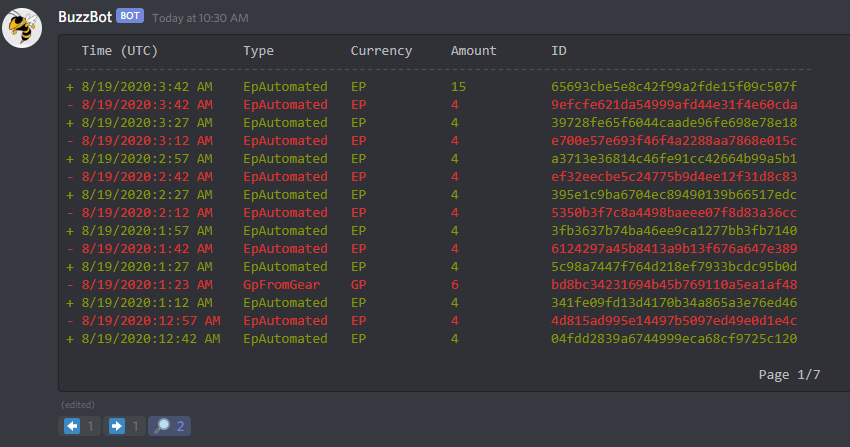 BuzzBot BOT Today at 10:30 AM
Time (UTC) Type Currency Amount ID
--------------------------------------------------------------------------------
+ 8/19/2020:3:42 AM EpAutomated EP 15 65693cbe5e8c42f99a2fde15f09c507f
- 8/19/2020:3:42 AM EpAutomated EP 4 9efcfe621da54999afd44e31f4e60cda
+ 8/19/2020:3:27 AM EpAutomated EP 4 39728fe65f6044caade96fe698e78e18
- 8/19/2020:3:12 AM EpAutomated EP 4 e700e57e693f46f4a2288aa7868e015c
+ 8/19/2020:2:57 AM EpAutomated EP 4 a3713e36814c46fe91cc42664b99a5b1
- 8/19/2020:2:42 AM EpAutomated EP 4 ef32eecbe5c24775b9d4ee12f31d8c83
+ 8/19/2020:2:27 AM EpAutomated EP 4 395e1c9ba6704ec89490139b66517edc
- 8/19/2020:2:12 AM EpAutomated EP 4 5350b3f7c8a4498baeee07f8d83a36cc
+ 8/19/2020:1:57 AM EpAutomated EP 4 3fb3637b74ba46ee9ca1277bb3fb7140
- 8/19/2020:1:42 AM EpAutomated EP 4 6124297a45b8413a9b13f676a647e389
+ 8/19/2020:1:27 AM EpAutomated EP 4 5c98a7447f764d218ef7933bcdc95b0d
- 8/19/2020:1:23 AM GpFromGear GP 6 bd8bc34231694b45b769110a5ea1af48
+ 8/19/2020:1:12 AM EpAutomated EP 4 341fe09fd13d4170b34a865a3e76ed46
- 8/19/2020:12:57 AM EpAutomated EP 4 4d815ad995e14497b5097ed49e0d1e4c
+ 8/19/2020:12:42 AM EpAutomated EP 4 04fdd2839a6744999eca68cf9725c120
Page 1/7
(edited)
1 1 2